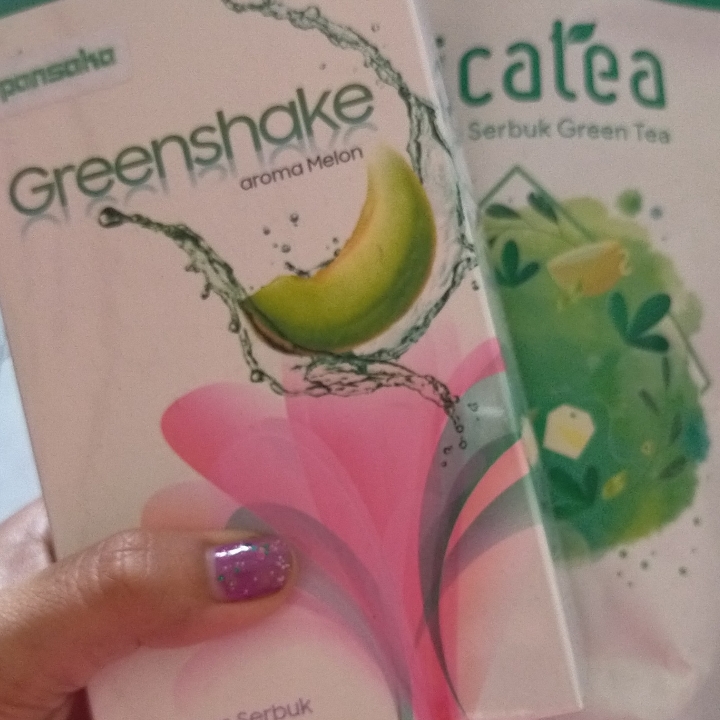 pansaka
Greenshake
aroma Melon
Serbuk
catea
Serbuk Green Tea